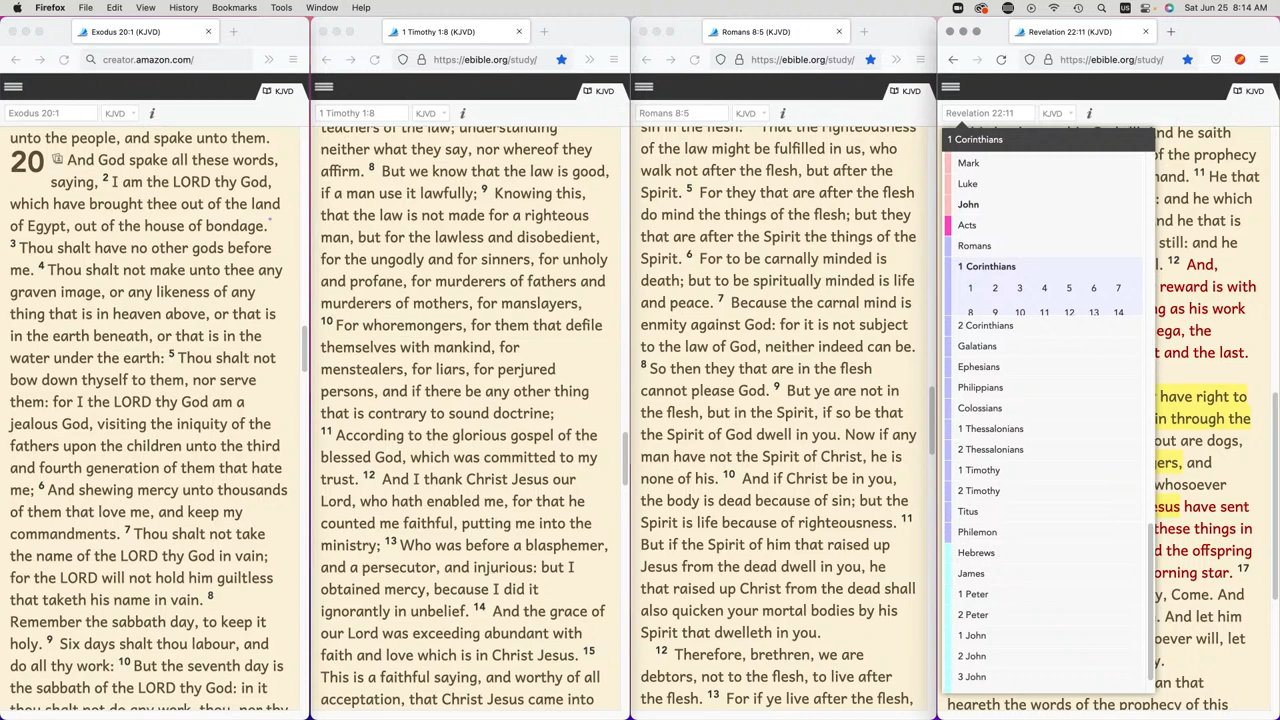 Firefox File Edit View History Bookmarks Tools Window Help
US Sat Jun 25 8:14 AM
Exodus 20:1 (KJVD)
creator.amazon.com/
KJVD
Exodus 20:1 KJVD i
unto the people, and spake unto them.
20 And God spake all these words,
saying, 2 I am the LORD thy God,
which have brought thee out of the land
of Egypt, out of the house of bondage.
3 Thou shalt have no other gods before
me. 4 Thou shalt not make unto thee any
graven image, or any likeness of any
thing that is in heaven above, or that is
in the earth beneath, or that is in the
water under the earth: 5 Thou shalt not
bow down thyself to them, nor serve
them: for I the LORD thy God am a
jealous God, visiting the iniquity of the
fathers upon the children unto the third
and fourth generation of them that hate
me; 6 And shewing mercy unto thousands
of them that love me, and keep my
commandments. 7 Thou shalt not take
the name of the LORD thy God in vain;
for the LORD will not hold him guiltless
that taketh his name in vain. 8
Remember the sabbath day, to keep it
holy. 9 Six days shalt thou labour, and
do all thy work: 10 But the seventh day is
the sabbath of the LORD thy God: in it
thou shalt not do any work, thou, nor thy
1 Timothy 1:8 (KJVD)
https://ebible.org/study/
KJVD
1 Timothy 1:8 KJVD i
teachers of the law; understanding
neither what they say, nor whereof they
affirm. 8 But we know that the law is good,
if a man use it lawfully; 9 Knowing this,
that the law is not made for a righteous
man, but for the lawless and disobedient,
for the ungodly and for sinners, for unholy
and profane, for murderers of fathers and
murderers of mothers, for manslayers,
10 For whoremongers, for them that defile
themselves with mankind, for
menstealers, for liars, for perjured
persons, and if there be any other thing
that is contrary to sound doctrine;
11 According to the glorious gospel of the
blessed God, which was committed to my
trust. 12 And I thank Christ Jesus our
Lord, who hath enabled me, for that he
counted me faithful, putting me into the
ministry; 13 Who was before a blasphemer,
and a persecutor, and injurious: but I
obtained mercy, because I did it
ignorantly in unbelief. 14 And the grace of
our Lord was exceeding abundant with
faith and love which is in Christ Jesus. 15
This is a faithful saying, and worthy of all
acceptation, that Christ Jesus came into
Romans 8:5 (KJVD)
https://ebible.org/study/
KJVD
Romans 8:5 KJVD i
sin in the flesh: That the righteousness
of the law might be fulfilled in us, who
walk not after the flesh, but after the
Spirit. 5 For they that are after the flesh
do mind the things of the flesh; but they
that are after the Spirit the things of the
Spirit. 6 For to be carnally minded is
death; but to be spiritually minded is life
and peace. 7 Because the carnal mind is
enmity against God: for it is not subject
to the law of God, neither indeed can be.
8 So then they that are in the flesh
cannot please God. 9 But ye are not in
the flesh, but in the Spirit, if so be that
the Spirit of God dwell in you. Now if any
man have not the Spirit of Christ, he is
none of his. 10 And if Christ be in you,
the body is dead because of sin; but the
Spirit is life because of righteousness. 11
But if the Spirit of him that raised up
Jesus from the dead dwell in you, he
that raised up Christ from the dead shall
also quicken your mortal bodies by his
Spirit that dwelleth in you.
12 Therefore, brethren, we are
debtors, not to the flesh, to live after
the flesh. 13 For if ye live after the flesh,
Revelation 22:11 (KJVD)
https://ebible.org/study/
KJVD
Revelation 22:11 KJVD i
1 Corinthians
Mark
Luke
John
Acts
Romans
1 Corinthians
1 2 3 4 5 6 7
8 9 10 11 12 13 14
2 Corinthians
Galatians
Ephesians
Philippians
Colossians
1 Thessalonians
2 Thessalonians
1 Timothy
2 Timothy
Titus
Philemon
Hebrews
James
1 Peter
2 Peter
1 John
2 John
3 John
nd he saith
of the prophecy
hand. 11 He that
: and he which
and he that is
still: and he
12 And,
reward is with
ng as his work
ega, the
t and the last.
have right to
in through the
out are dogs,
gers, and
whosoever
esus have sent
these things in
d the offspring
orning star. 17
y, Come. And
And let him
oever will, let
y.
an that
heareth the words of the prophecy of this